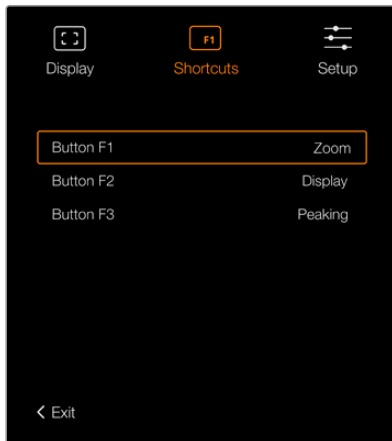 F1
Display Shortcuts Setup
Button F1 Zoom
Button F2 Display
Button F3 Peaking
< Exit